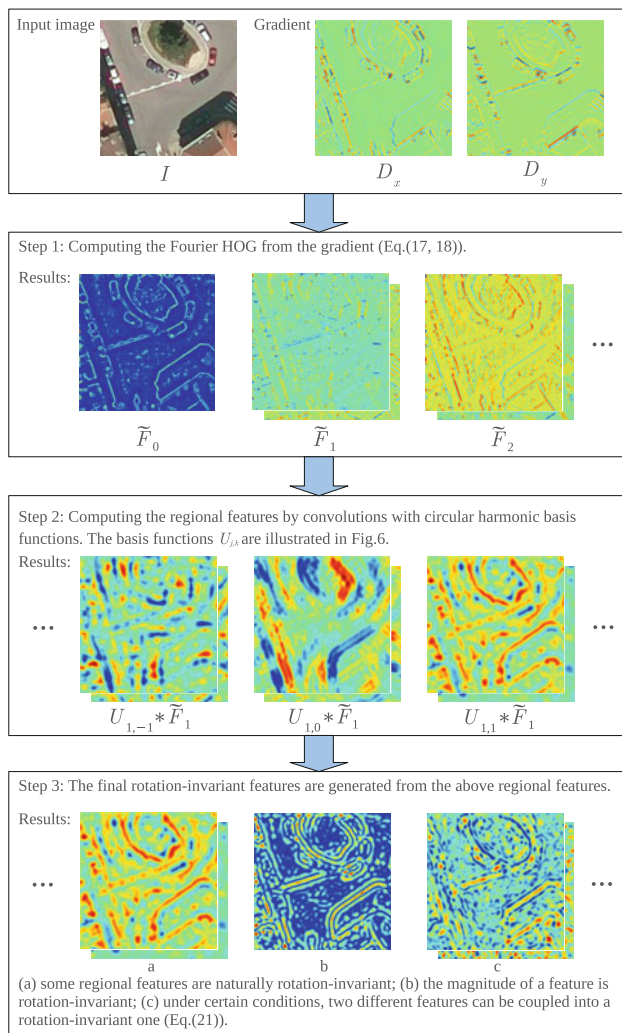 Input image Gradient
I D_x D_y
Step 1: Computing the Fourier HOG from the gradient (Eq.(17, 18)).
Results:
...
F̃_0 F̃_1 F̃_2
Step 2: Computing the regional features by convolutions with circular harmonic basis
functions. The basis functions U_{j,k} are illustrated in Fig.6.
Results:
... ...
U_{1,−1} * F̃_1 U_{1,0} * F̃_1 U_{1,1} * F̃_1
Step 3: The final rotation-invariant features are generated from the above regional features.
Results:
... ...
a b c
(a) some regional features are naturally rotation-invariant; (b) the magnitude of a feature is
rotation-invariant; (c) under certain conditions, two different features can be coupled into a
rotation-invariant one (Eq.(21)).